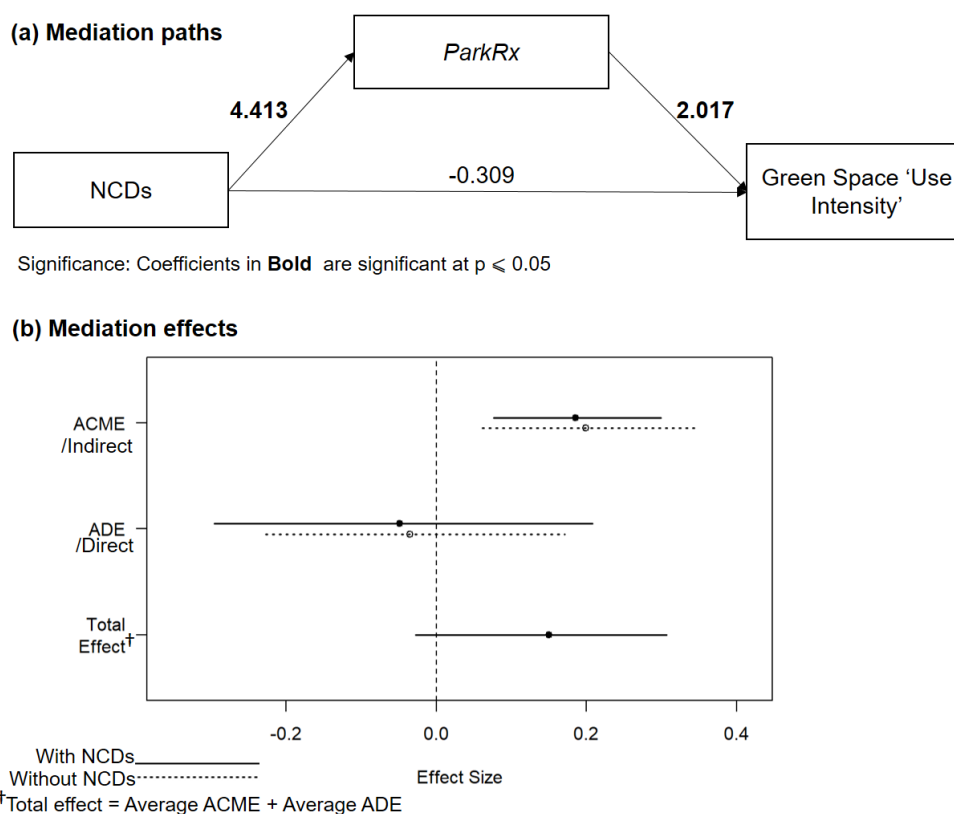 (a) Mediation paths
ParkRx
4.413
2.017
NCDs
-0.309
Green Space ‘Use
Intensity’
Significance: Coefficients in Bold are significant at p ⩽ 0.05
(b) Mediation effects
ACME
/Indirect
ADE
/Direct
Total
Effect†
-0.2
0.0
0.2
0.4
With NCDs
Without NCDs
Effect Size
†Total effect = Average ACME + Average ADE